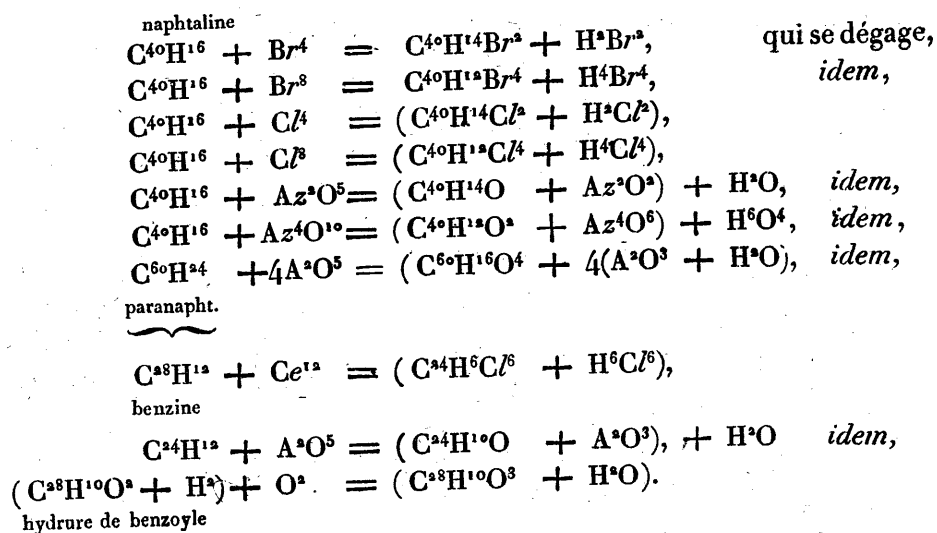 naphtaline
C⁴⁰H¹⁶ + Br⁴ = C⁴⁰H¹⁴Br² + H²Br², qui se dégage,
C⁴⁰H¹⁶ + Br⁸ = C⁴⁰H¹²Br⁴ + H⁴Br⁴, idem,
C⁴⁰H¹⁶ + Cl⁴ = (C⁴⁰H¹⁴Cl² + H²Cl²),
C⁴⁰H¹⁶ + Cl⁸ = (C⁴⁰H¹²Cl⁴ + H⁴Cl⁴),
C⁴⁰H¹⁶ + Az²O⁵ = (C⁴⁰H¹⁴O + Az²O²) + H²O, idem,
C⁴⁰H¹⁶ + Az⁴O¹⁰ = (C⁴⁰H¹²O² + Az⁴O⁶) + H⁶O⁴, idem,
C⁶⁰H²⁴ + 4A²O⁵ = (C⁶⁰H¹⁶O⁴ + 4(A²O³ + H²O), idem,
paranapht.
C²⁸H¹² + Ce¹² = (C²⁴H⁶Cl⁶ + H⁶Cl⁶),
benzine
C²⁴H¹² + A²O⁵ = (C²⁴H¹⁰O + A²O³), + H²O idem,
(C²⁸H¹⁰O² + H²) + O² = (C²⁸H¹⁰O³ + H²O).
hydrure de benzoyle